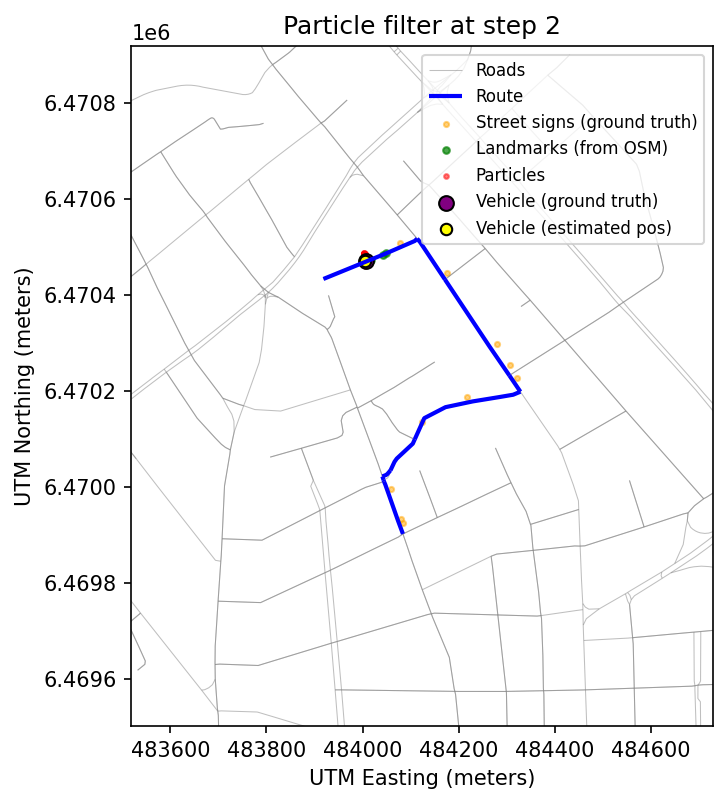 Particle filter at step 2
1e6
Roads
Route
Street signs (ground truth)
Landmarks (from OSM)
Particles
Vehicle (ground truth)
Vehicle (estimated pos)
6.4708
6.4706
6.4704
6.4702
6.4700
6.4698
6.4696
UTM Northing (meters)
483600 483800 484000 484200 484400 484600
UTM Easting (meters)